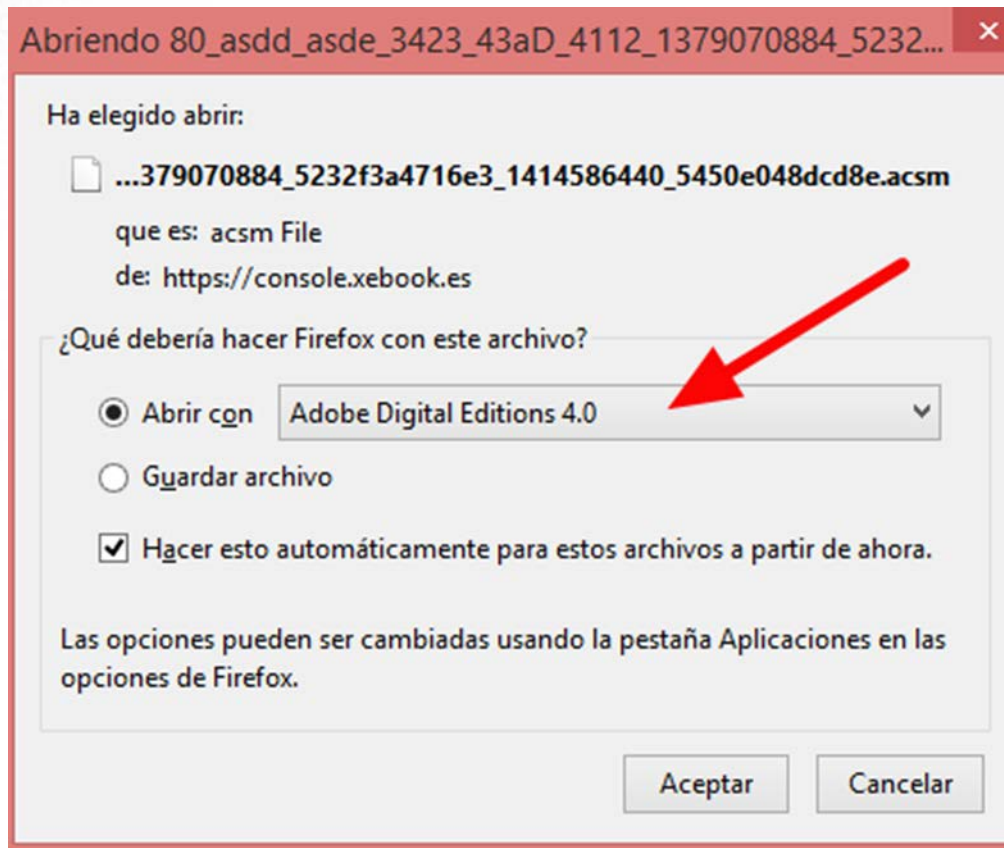 Abriendo 80_asdd_asde_3423_43aD_4112_1379070884_5232...
Ha elegido abrir:
...379070884_5232f3a4716e3_1414586440_5450e048dcd8e.acsm
que es: acsm File
de: https://console.xebook.es
¿Qué debería hacer Firefox con este archivo?
Abrir con Adobe Digital Editions 4.0
Guardar archivo
Hacer esto automáticamente para estos archivos a partir de ahora.
Las opciones pueden ser cambiadas usando la pestaña Aplicaciones en las
opciones de Firefox.
Aceptar Cancelar